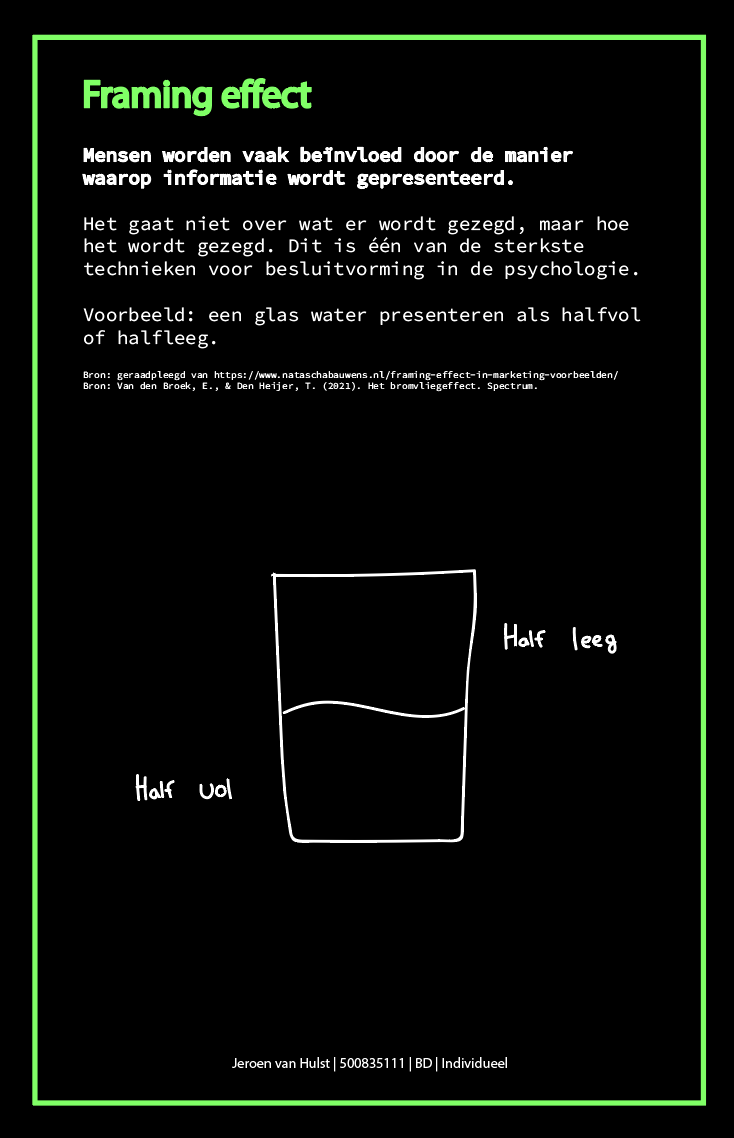 Framing effect
Mensen worden vaak beïnvloed door de manier
waarop informatie wordt gepresenteerd.
Het gaat niet over wat er wordt gezegd, maar hoe
het wordt gezegd. Dit is één van de sterkste
technieken voor besluitvorming in de psychologie.
Voorbeeld: een glas water presenteren als halfvol
of halfleeg.
Bron: geraadpleegd van https://www.nataschabauwens.nl/framing-effect-in-marketing-voorbeelden/
Bron: Van den Broek, E., & Den Heijer, T. (2021). Het bromvliegeffect. Spectrum.
Half leeg
Half vol
Jeroen van Hulst | 500835111 | BD | Individueel